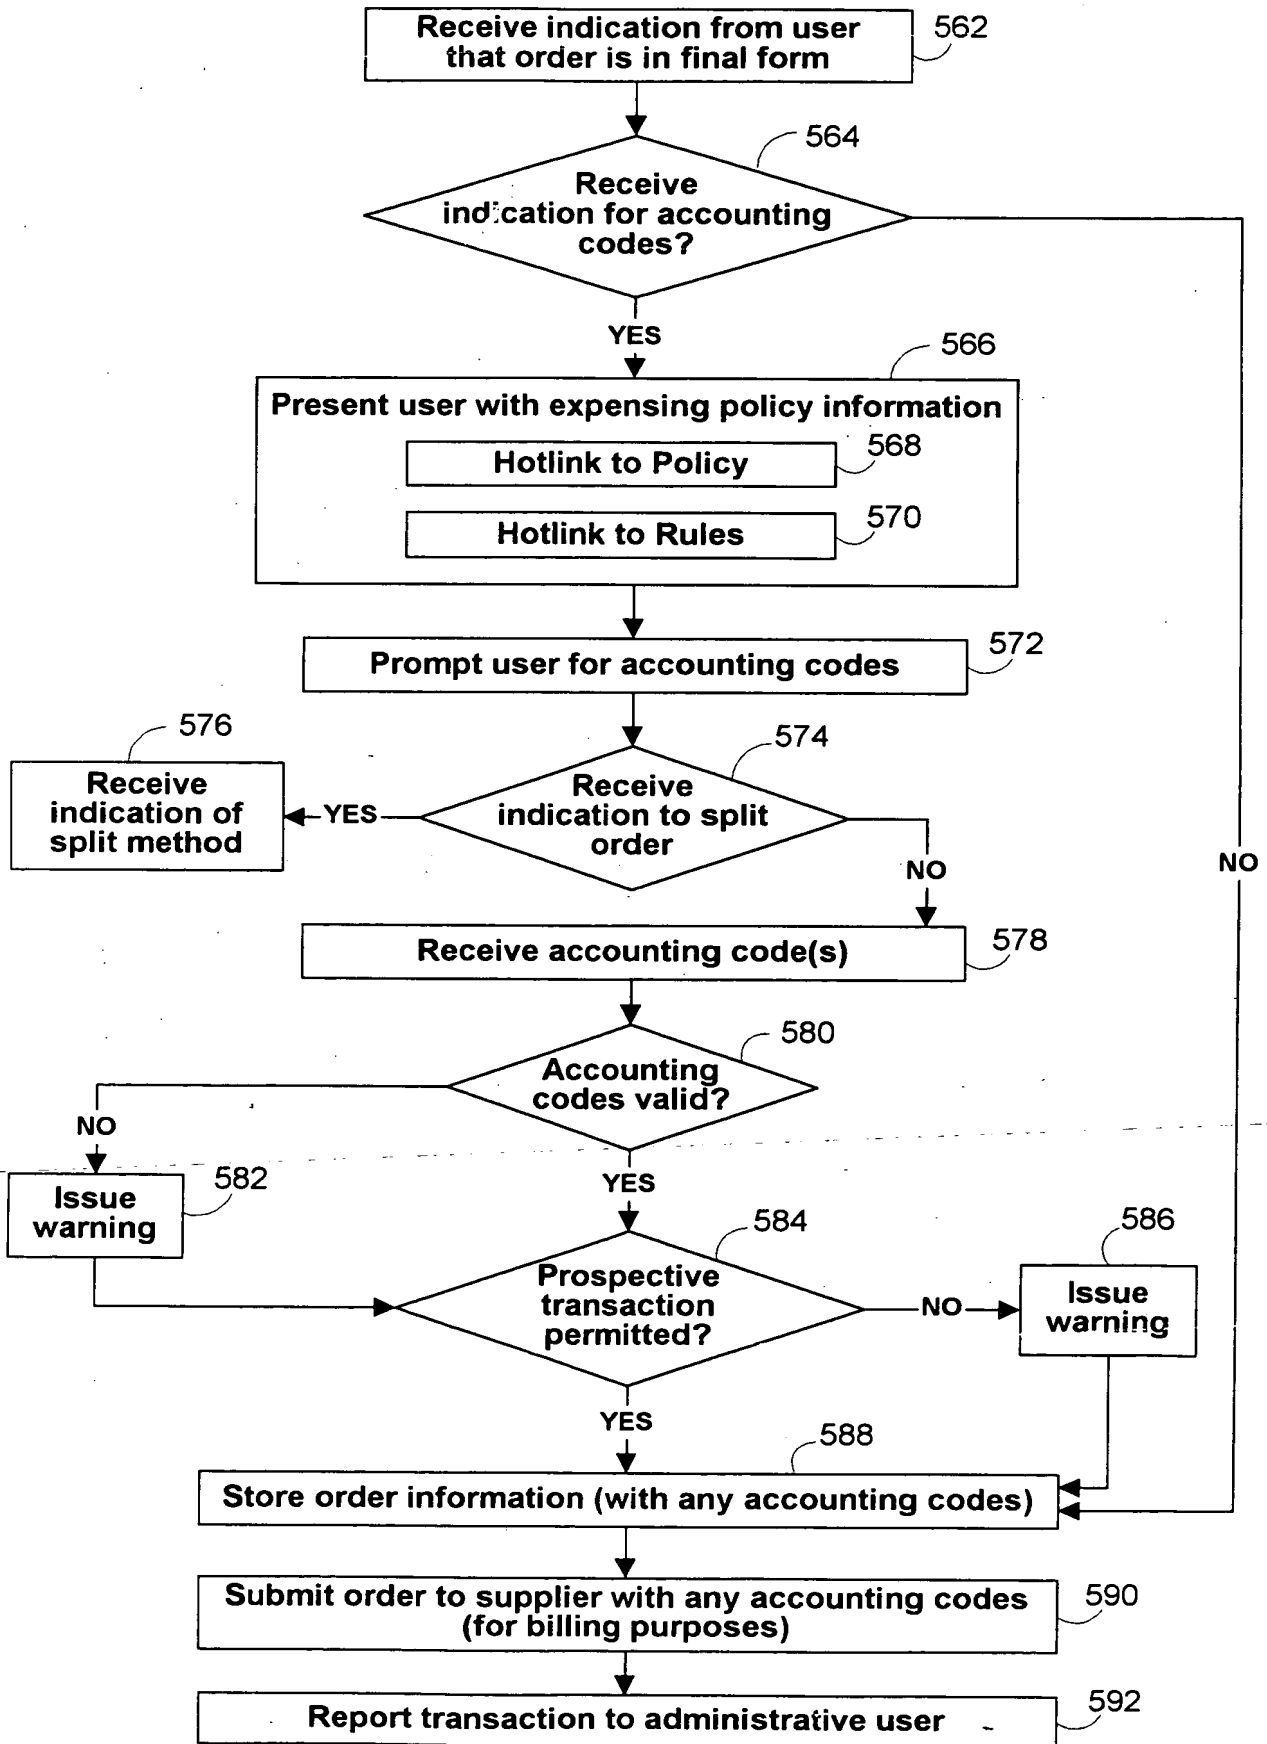 Receive indication from user
that order is in final form
562
564
Receive
indication for accounting
codes?
YES
566
Present user with expensing policy information
Hotlink to Policy
568
Hotlink to Rules
570
Prompt user for accounting codes
572
576
574
Receive
indication of
split method
YES
Receive
indication to split
order
NO
NO
Receive accounting code(s)
578
580
Accounting
codes valid?
NO
YES
582
Issue
warning
584
586
Prospective
transaction
permitted?
NO
Issue
warning
YES
588
Store order information (with any accounting codes)
Submit order to supplier with any accounting codes
(for billing purposes)
590
Report transaction to administrative user
592